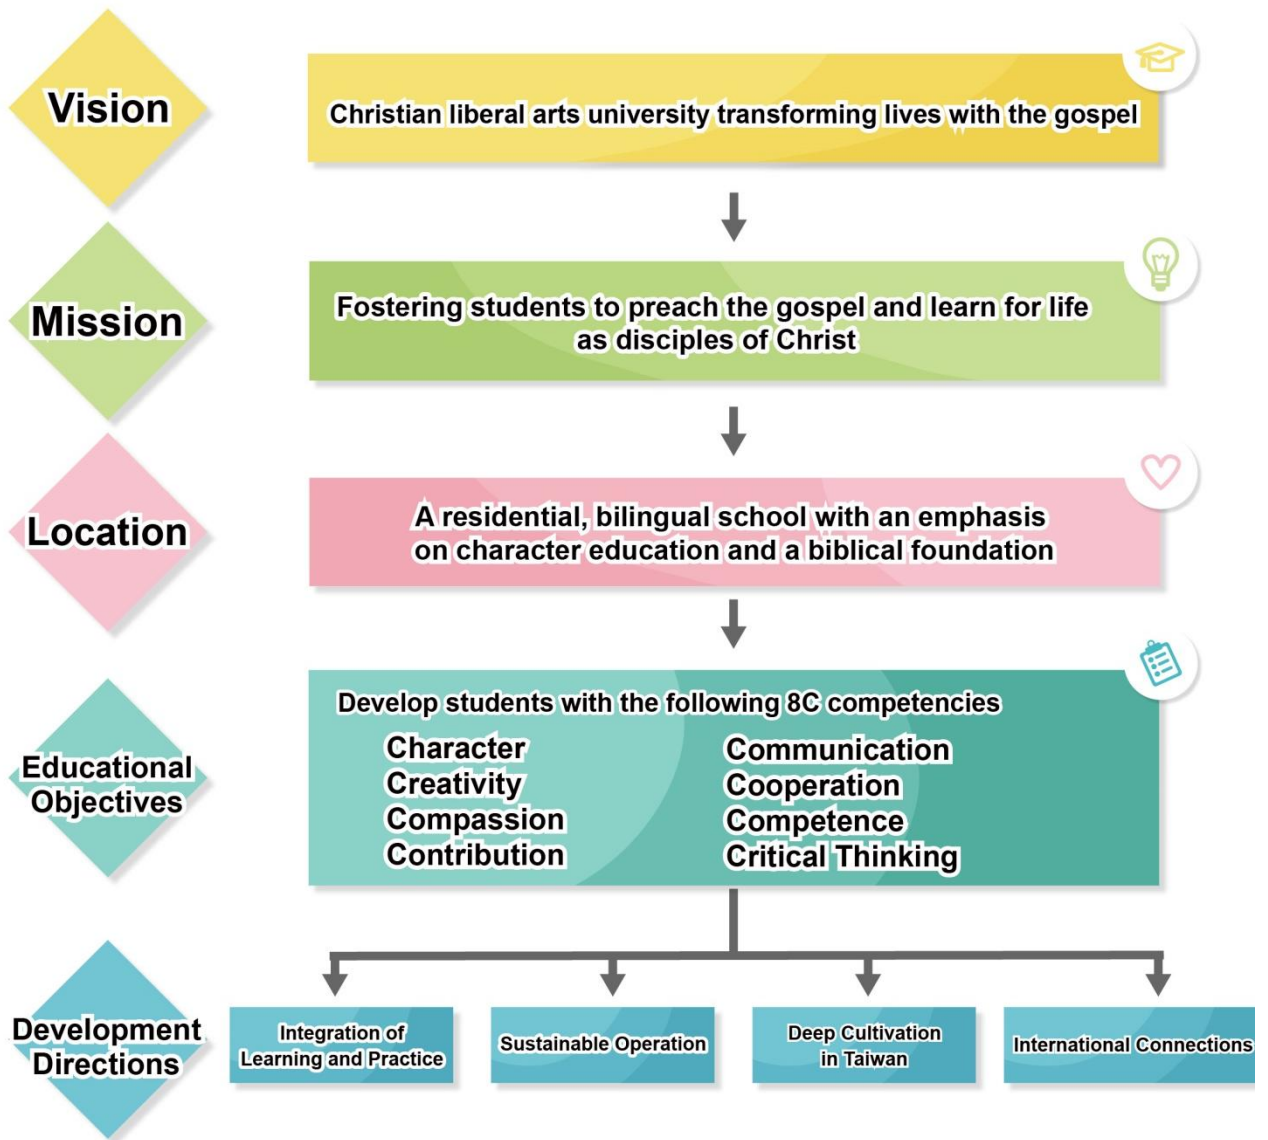 Vision
Christian liberal arts university transforming lives with the gospel
Mission
Fostering students to preach the gospel and learn for life
as disciples of Christ
Location
A residential, bilingual school with an emphasis
on character education and a biblical foundation
Educational
Objectives
Develop students with the following 8C competencies
Character
Creativity
Compassion
Contribution
Communication
Cooperation
Competence
Critical Thinking
Development
Directions
Integration of
Learning and Practice
Sustainable Operation
Deep Cultivation
in Taiwan
International Connections